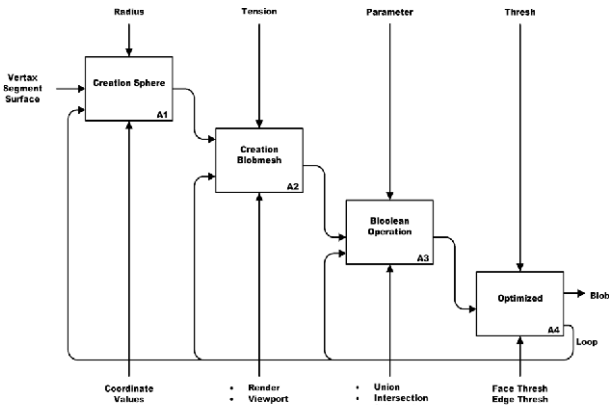 Radius
Tension
Parameter
Thresh
Vertax
Segment
Surface
Creation Sphere
A1
Creation
Blobmesh
A2
Bloolean
Operation
A3
Optimized
A4
Blob
Loop
Coordinate
Values
• Render
• Viewport
• Union
• Intersection
Face Thresh
Edge Thresh